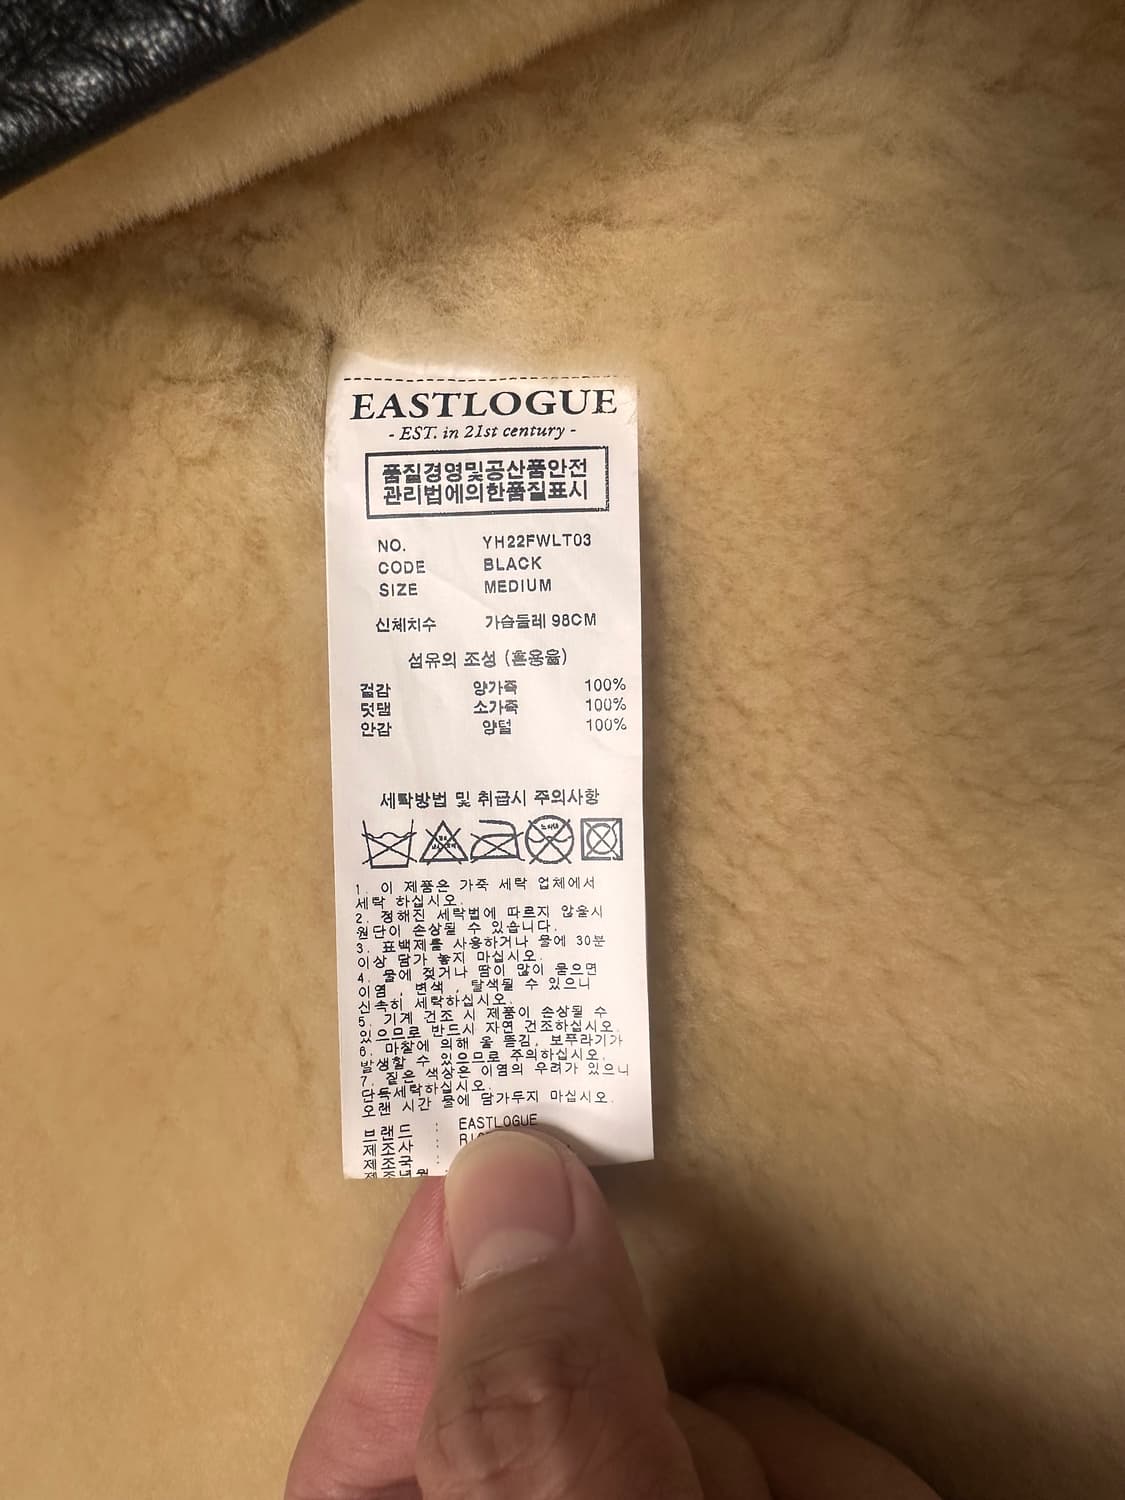 EASTLOGUE
- EST. in 21st century -
품질경영및공산품안전
관리법에의한품질표시
NO. YH22FWLT03
CODE BLACK
SIZE MEDIUM
신체치수 가슴둘레 98CM
섬유의 조성 (혼용율)
겉감 양가죽 100%
덧댐 소가죽 100%
안감 양털 100%
세탁방법 및 취급시 주의사항
드라이
1. 이 제품은 가죽 세탁 업체에서
세탁 하십시오.
2. 정해진 세탁법에 따르지 않을시
원단이 손상될 수 있습니다.
3. 표백제를 사용하거나 물에 30분
이상 담가 놓지 마십시오.
4. 물에 젖거나 땀이 많이 묻으면
이염 , 변색 , 탈색될 수 있으니
신속히 세탁하십시오.
5. 기계 건조 시 제품이 손상될 수
있으므로 반드시 자연 건조하십시오.
6. 마찰에 의해 올 뜯김, 보푸라기가
발생할 수 있으므로 주의하십시오.
7. 짙은 색상은 이염의 우려가 있으니
단독세탁하십시오.
오랜 시간 물에 담가두지 마십시오.
브랜드 : EASTLOGUE
제조사 :
제조국 :
제조년월